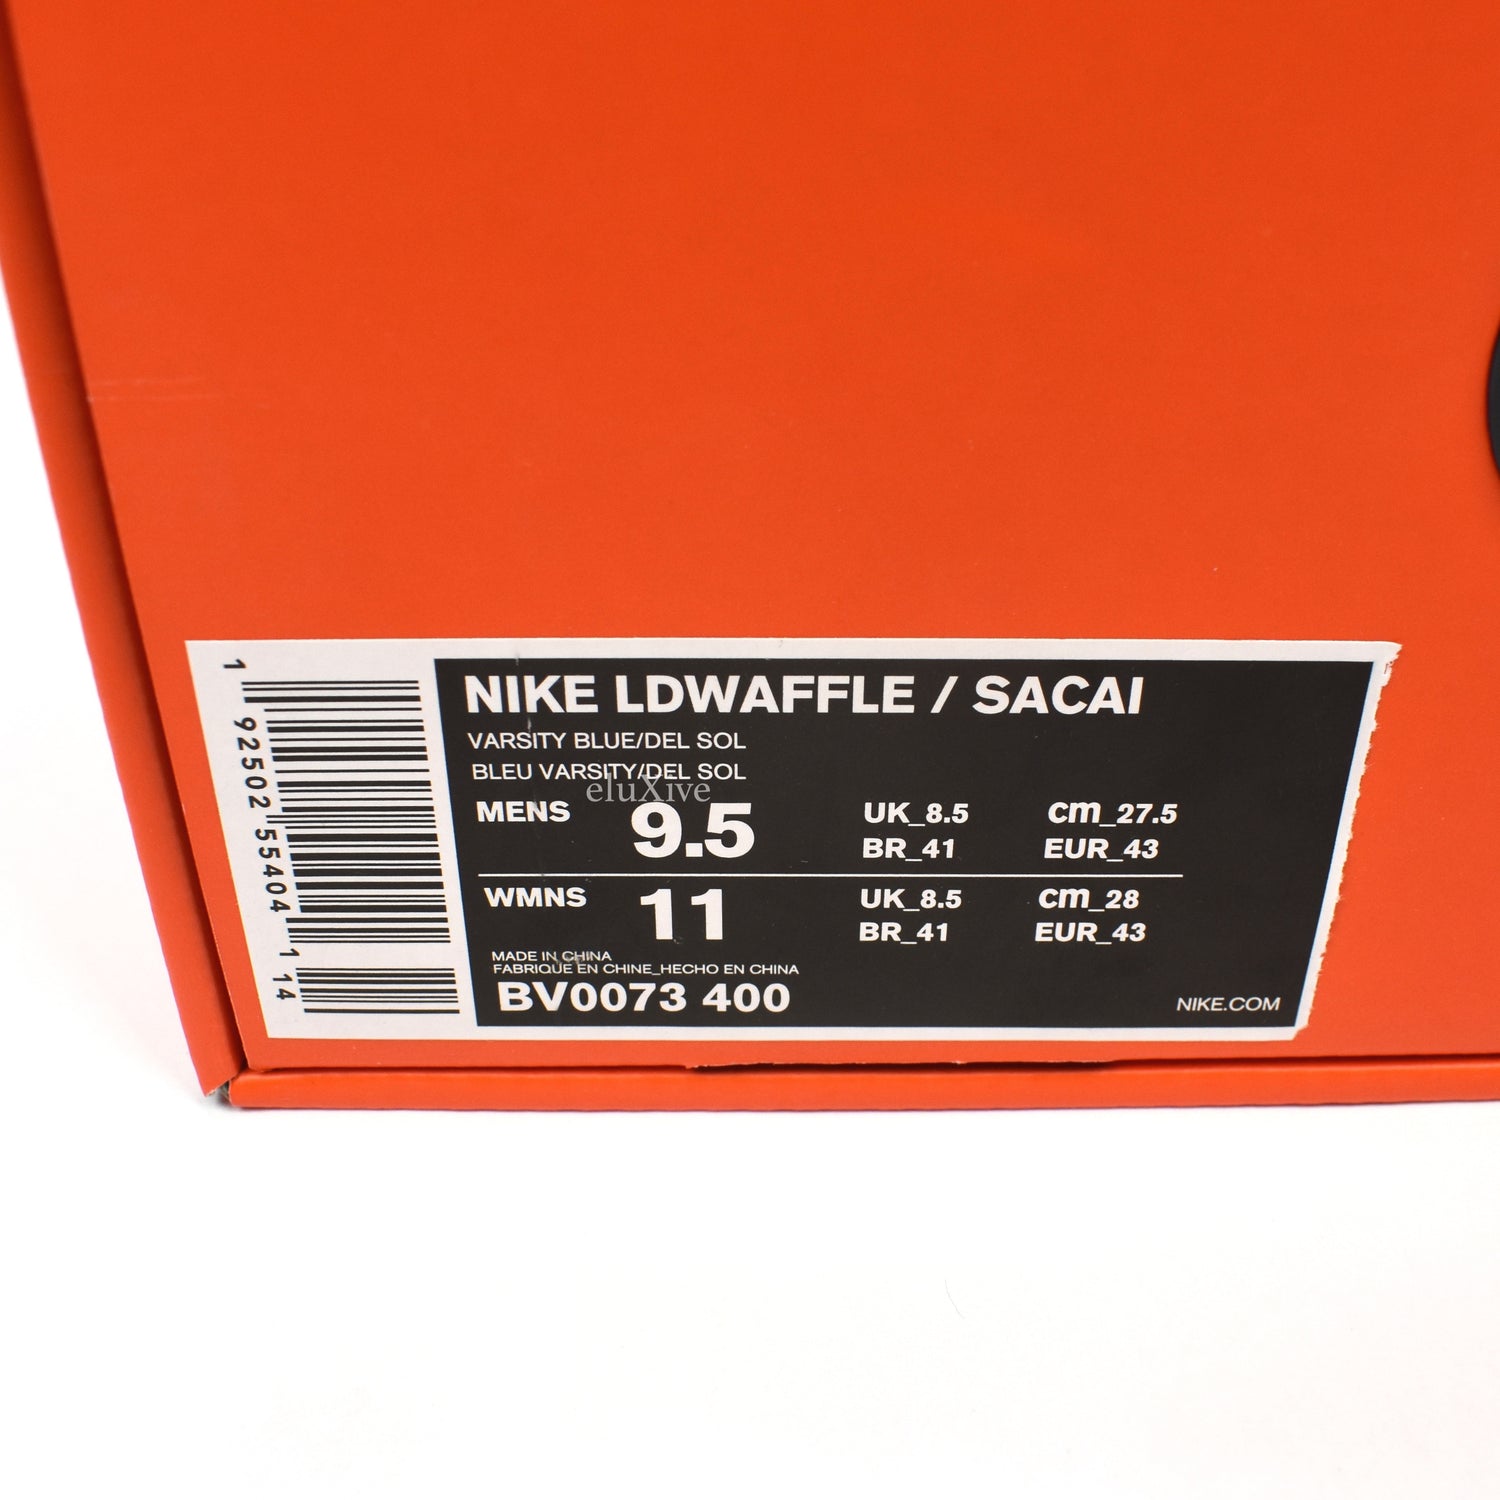 NIKE LDWAFFLE / SACAI
VARSITY BLUE/DEL SOL
BLEU VARSITY/DEL SOL
eluXive
MENS 9.5 UK_8.5 cm_27.5
BR_41 EUR_43
WMNS 11 UK_8.5 cm_28
BR_41 EUR_43
MADE IN CHINA
FABRIQUE EN CHINE_HECHO EN CHINA
BV0073 400
NIKE.COM
1 92502 55404 1 14